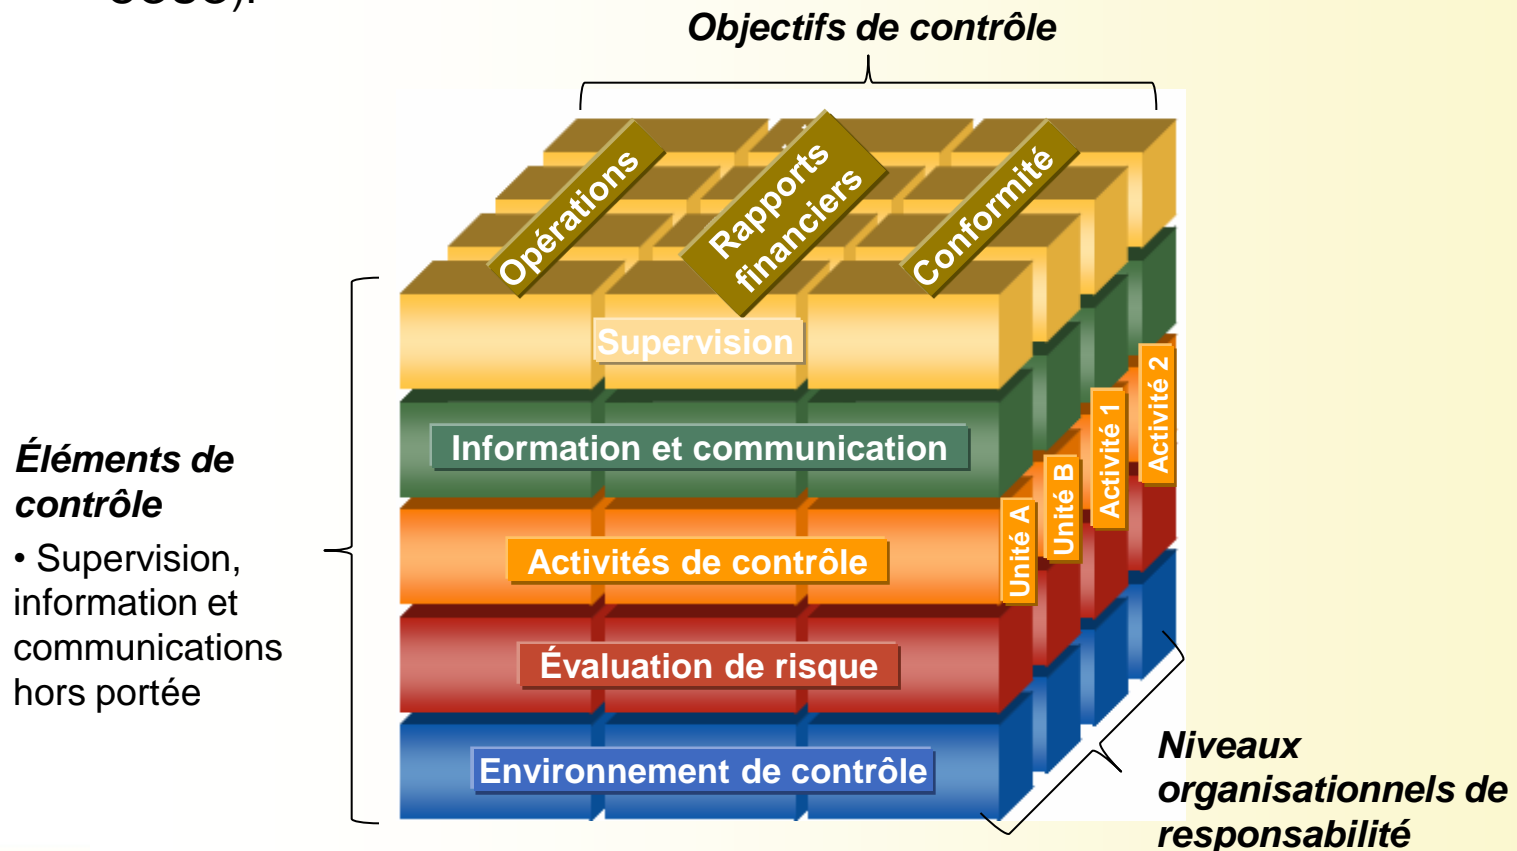 Objectifs de contrôle
Opérations
Rapports
financiers
Conformité
Supervision
Information et communication
Activités de contrôle
Évaluation de risque
Environnement de contrôle
Unité A
Unité B
Activité 1
Activité 2
Éléments de
contrôle
• Supervision,
information et
communications
hors portée
Niveaux
organisationnels de
responsabilité